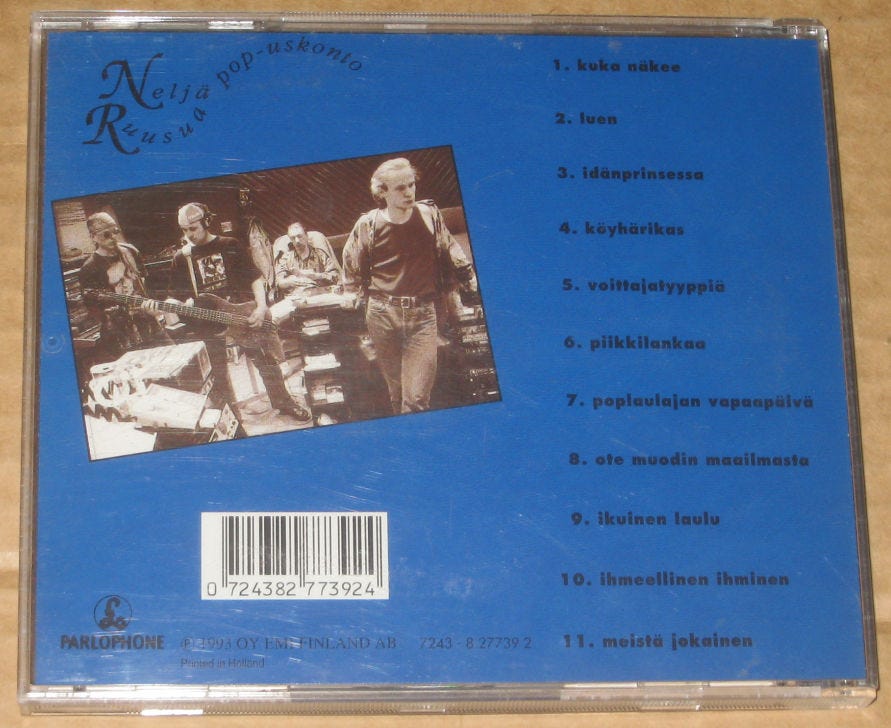 Neljä
Ruusua pop-uskonto
1. kuka näkee
2. luen
3. idänprinsessa
4. köyhärikas
5. voittajatyyppiä
6. piikkilankaa
7. poplaulajan vapaapäivä
8. ote muodin maailmasta
9. ikuinen laulu
10. ihmeellinen ihminen
11. meistä jokainen
0 724382 773924
PARLOPHONE
℗ 1993 OY EMI FINLAND AB 7243 - 8 27739 2
Printed in Holland